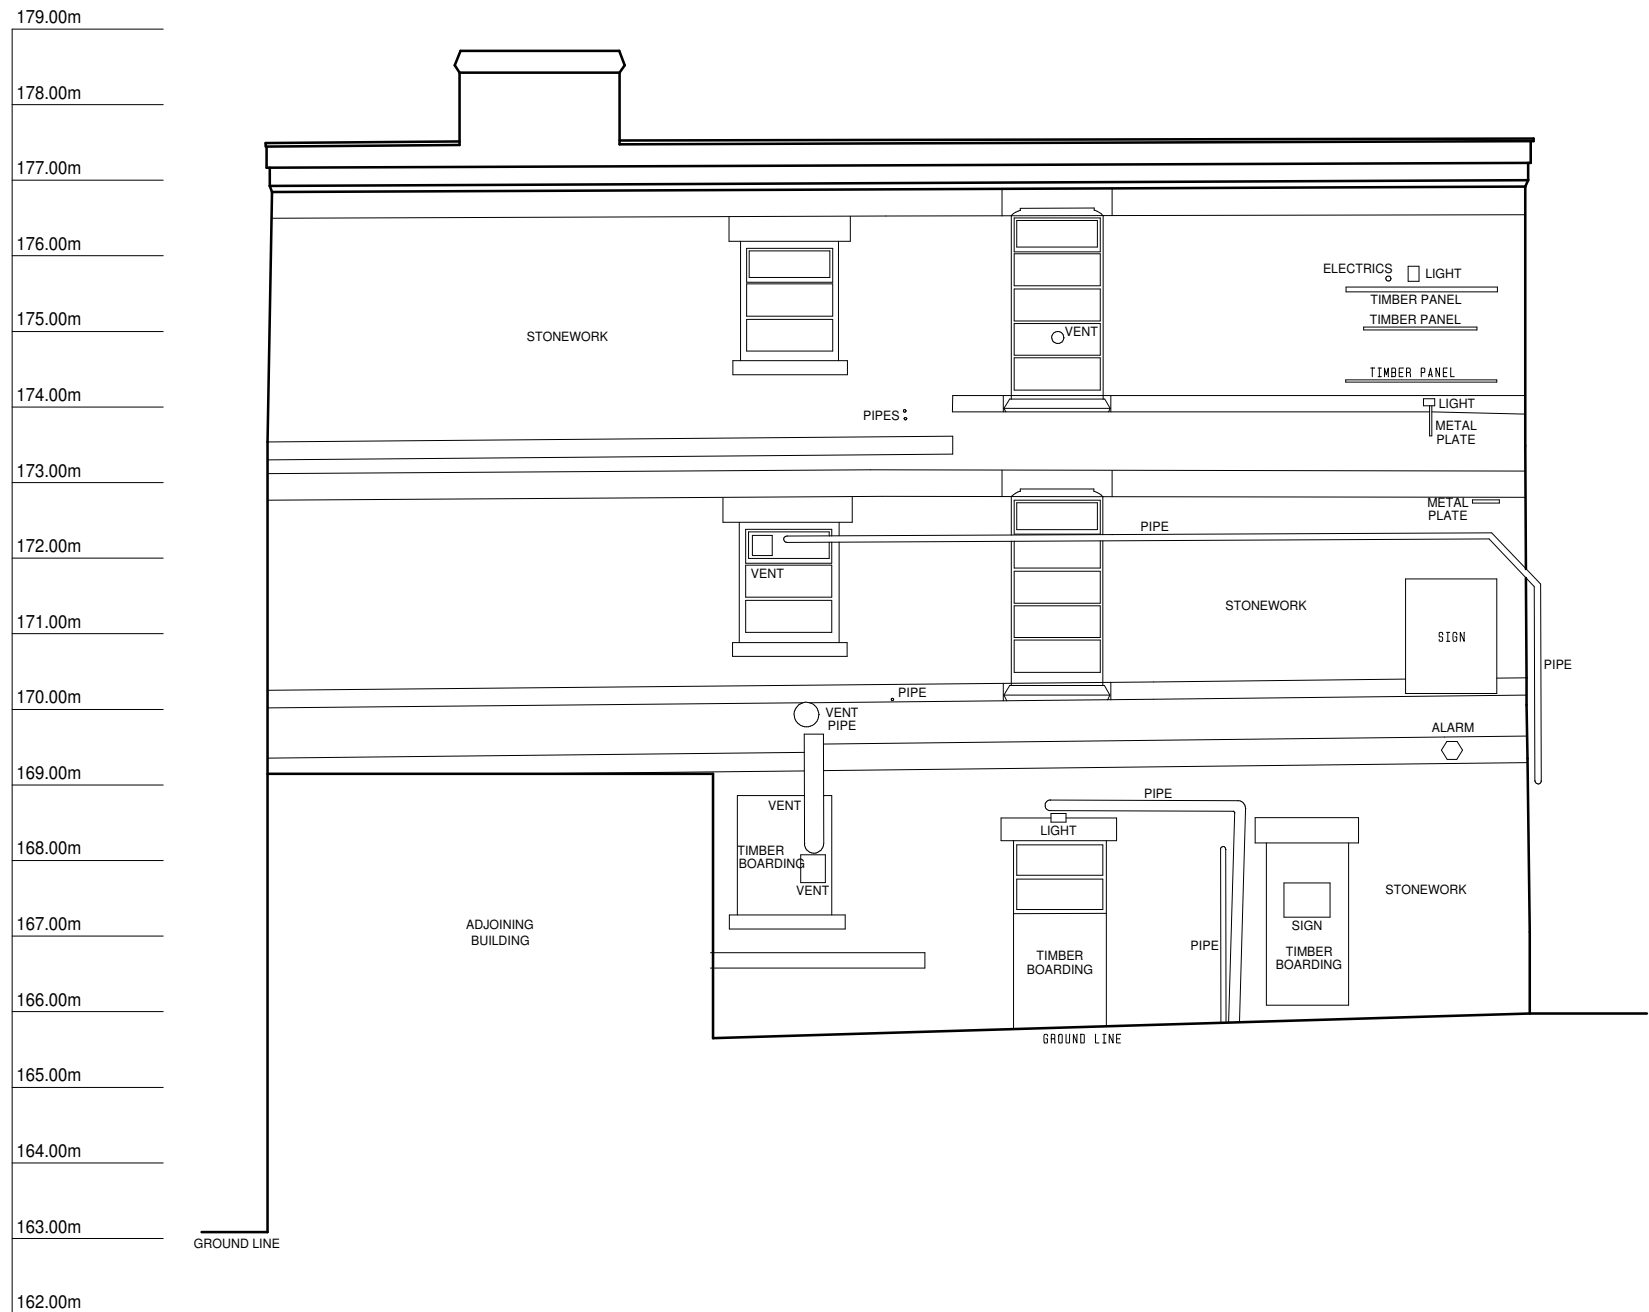 179.00m
178.00m
177.00m
176.00m
175.00m
174.00m
173.00m
172.00m
171.00m
170.00m
169.00m
168.00m
167.00m
166.00m
165.00m
164.00m
163.00m
162.00m
ELECTRICS
LIGHT
TIMBER PANEL
TIMBER PANEL
STONEWORK
VENT
TIMBER PANEL
PIPES
LIGHT
METAL
PLATE
METAL
PLATE
PIPE
VENT
STONEWORK
SIGN
PIPE
PIPE
VENT
PIPE
ALARM
PIPE
VENT
LIGHT
TIMBER
BOARDING
VENT
STONEWORK
ADJOINING
BUILDING
SIGN
PIPE
TIMBER
BOARDING
TIMBER
BOARDING
GROUND LINE
GROUND LINE